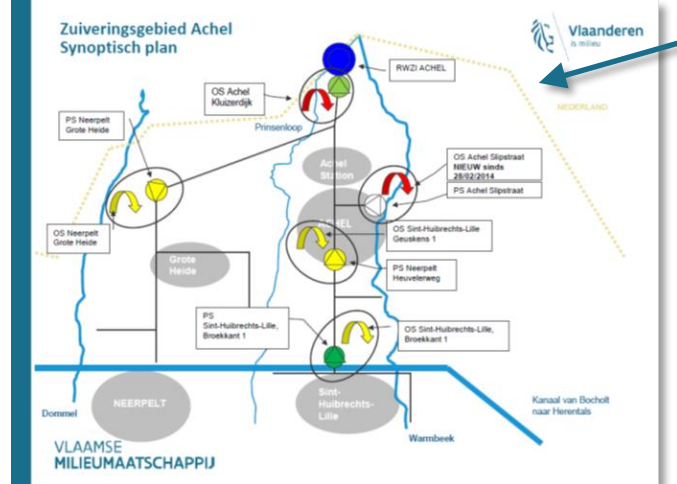 Zuiveringsgebied Achel
Synoptisch plan
Vlaanderen
is milieu
RWZI ACHEL
OS Achel
Kluizerdijk
NEDERLAND
PS Neerpelt
Grote Heide
Prinsenloop
Achel
Station
OS Achel Slipstraat
NIEUW sinds
28/02/2014
PS Achel Slipstraat
ACHEL
OS Sint-Huibrechts-Lille
Geuskens 1
OS Neerpelt
Grote Heide
Grote
Heide
PS Neerpelt
Heuvelerweg
PS
Sint-Huibrechts-Lille,
Broekkant 1
OS Sint-Huibrechts-Lille,
Broekkant 1
NEERPELT
Sint-
Huibrechts-
Lille
Kanaal van Bocholt
naar Herentals
Dommel
Warmbeek
VLAAMSE
MILIEUMAATSCHAPPIJ